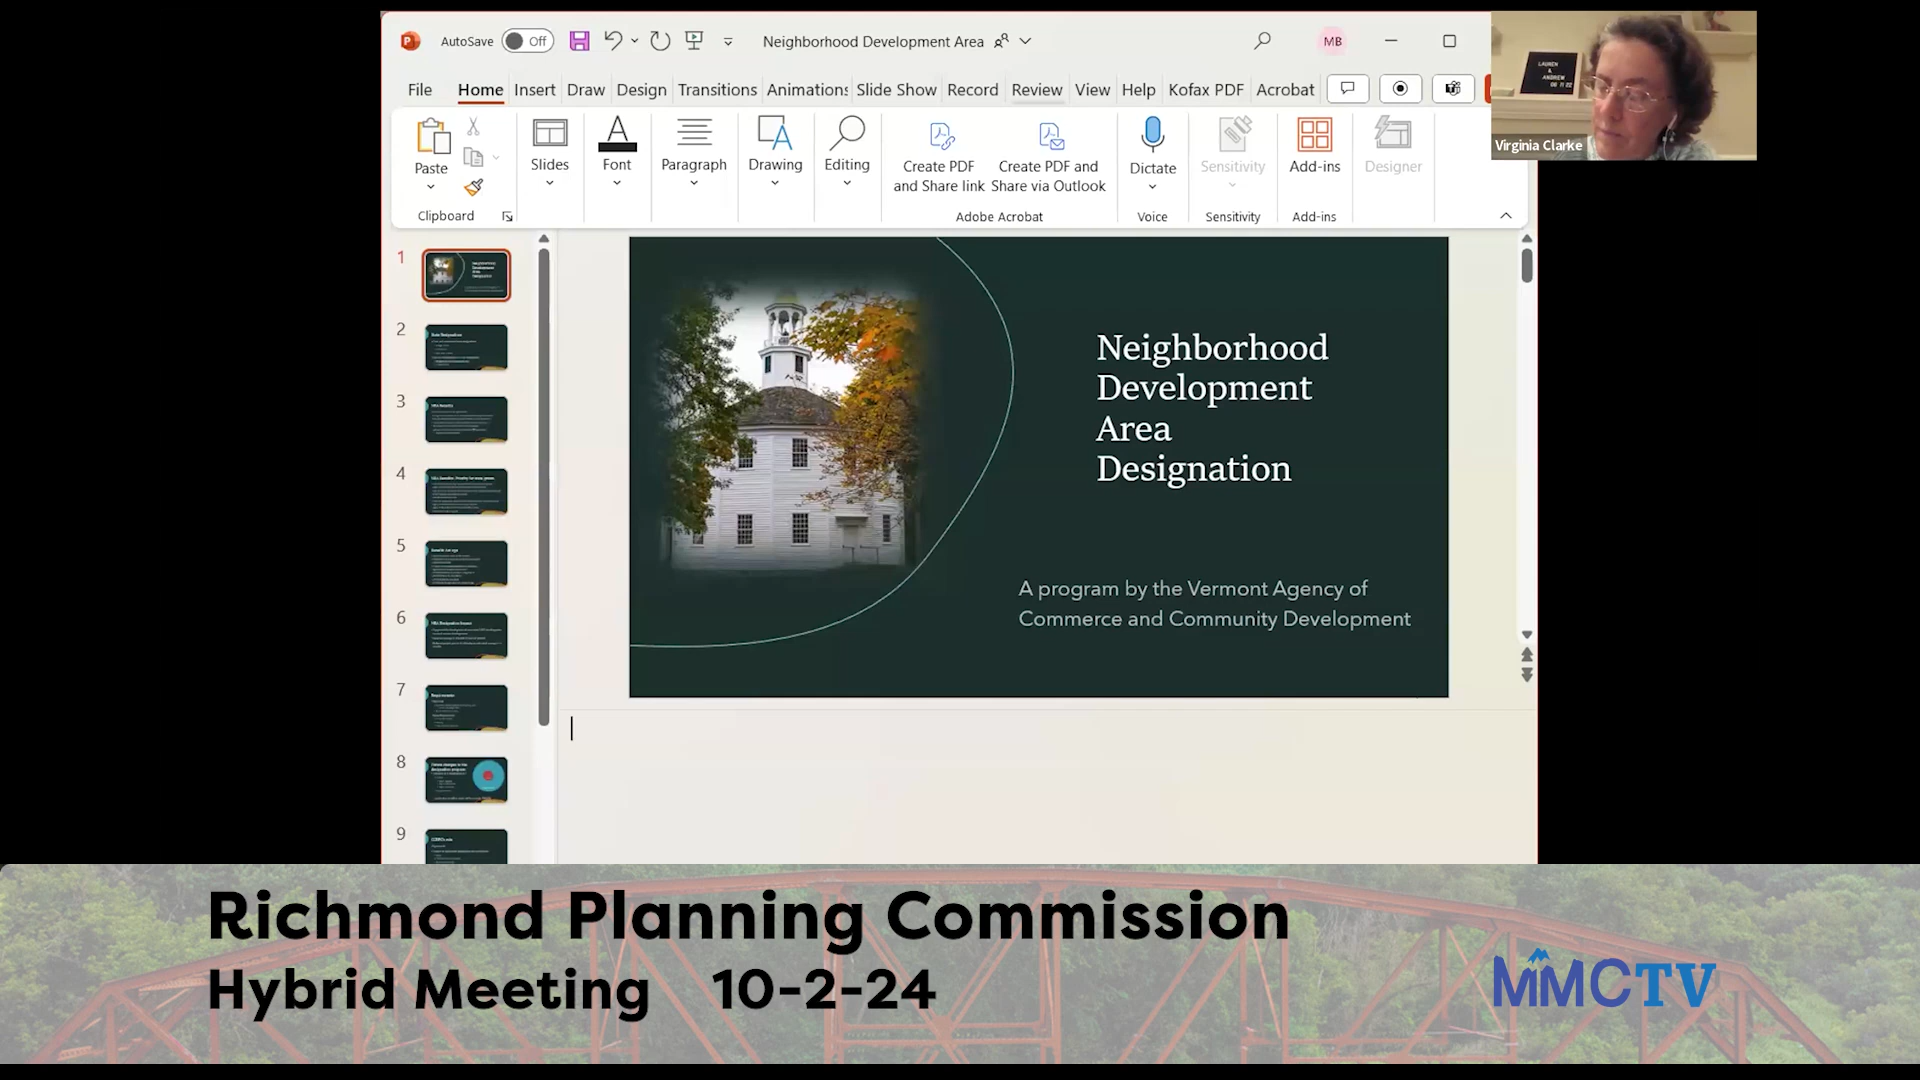 AutoSave Off
Neighborhood Development Area
MB
File Home Insert Draw Design Transitions Animations Slide Show Record Review View Help Kofax PDF Acrobat
Paste
Slides
Font
Paragraph
Drawing
Editing
Create PDF
and Share link
Create PDF and
Share via Outlook
Dictate
Sensitivity
Add-ins
Designer
Clipboard
Adobe Acrobat
Voice
Sensitivity
Add-ins
LAUREN
&
ANDREW
Virginia Clarke
1
2
3
4
5
6
7
8
9
Neighborhood
Development
Area
Designation
A program by the Vermont Agency of
Commerce and Community Development
Richmond Planning Commission
Hybrid Meeting 10-2-24
MMCTV